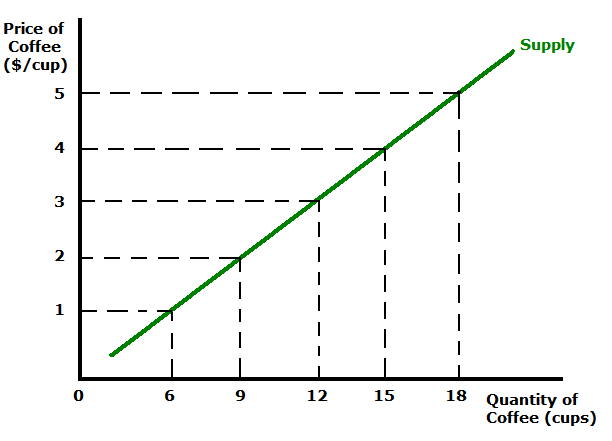 Price of
Coffee
($/cup)
Supply
5
4
3
2
1
0
6
9
12
15
18
Quantity of
Coffee (cups)